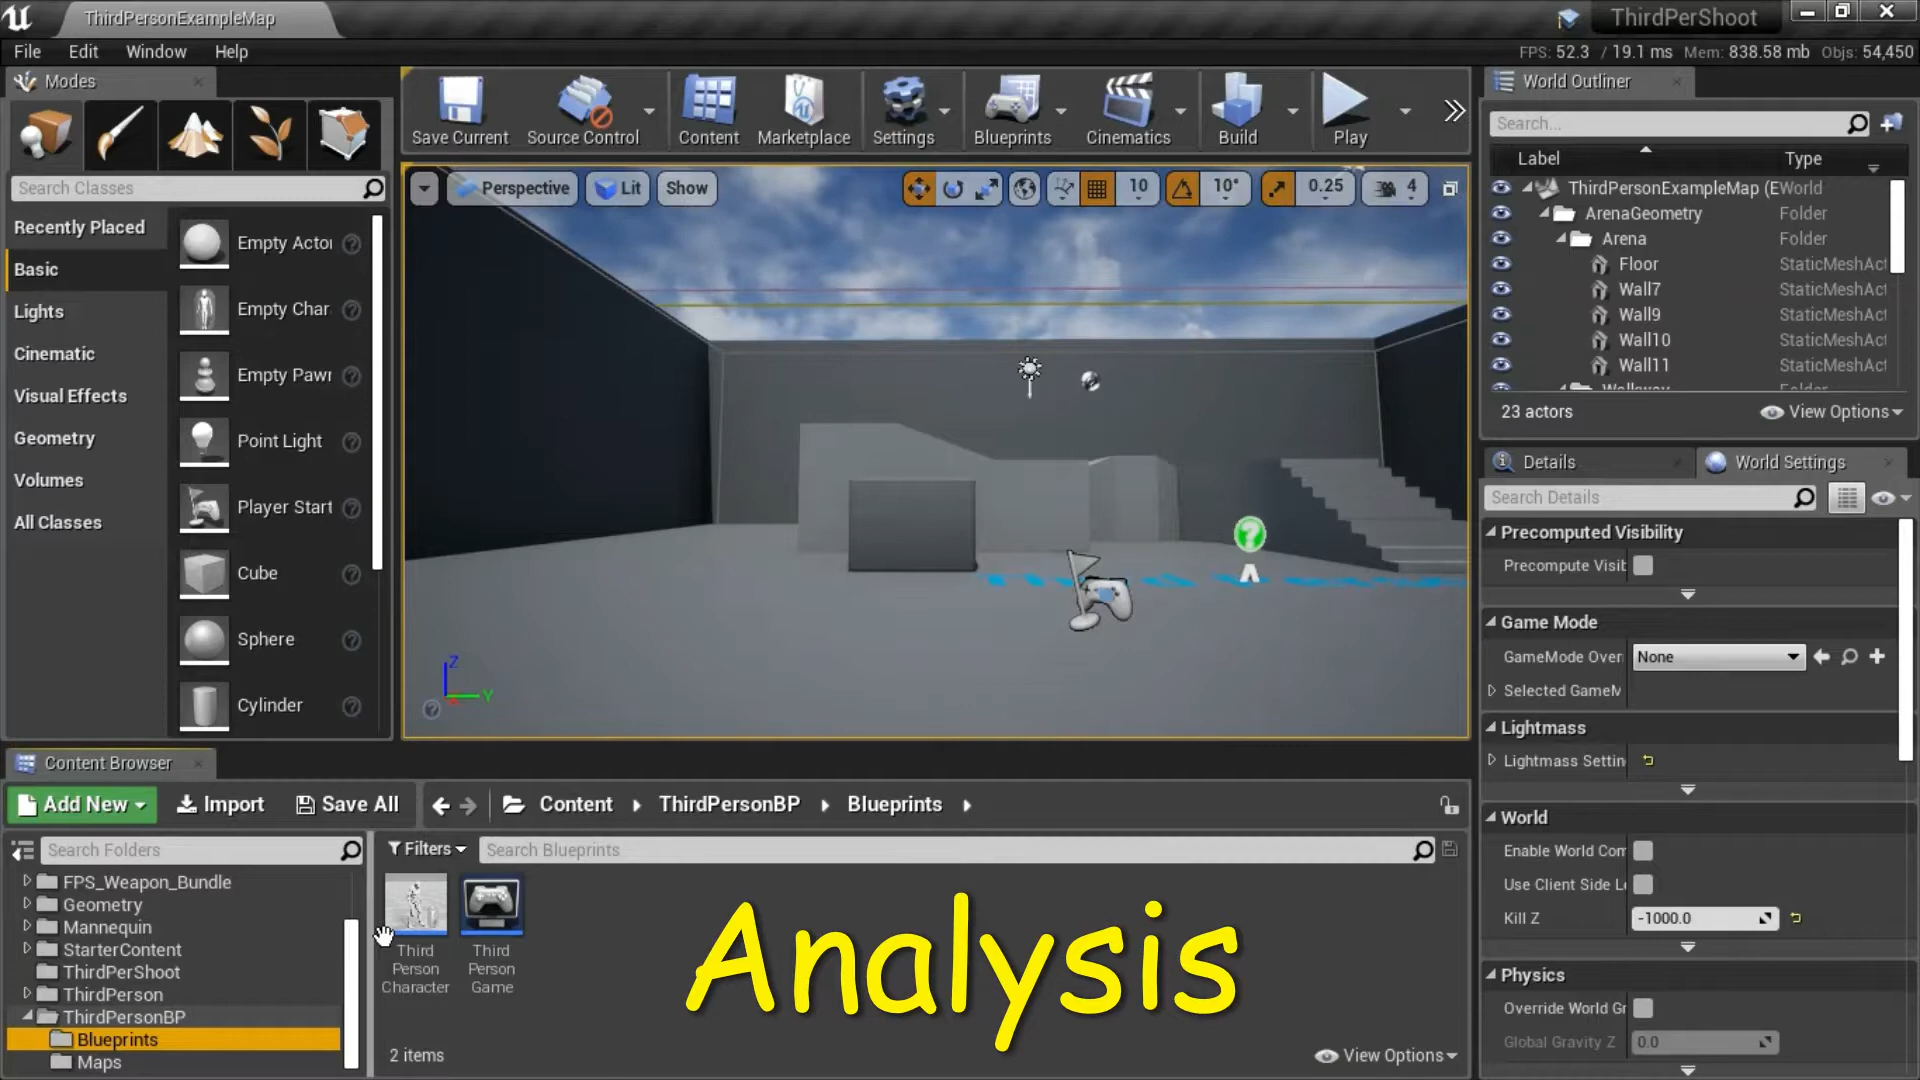 ThirdPersonExampleMap
ThirdPerShoot
File Edit Window Help
FPS: 52.3 / 19.1 ms Mem: 838.58 mb Objs: 54,450
Modes
Search Classes
Recently Placed
Basic
Lights
Cinematic
Visual Effects
Geometry
Volumes
All Classes
Empty Actor
Empty Char
Empty Pawn
Point Light
Player Start
Cube
Sphere
Cylinder
Save Current
Source Control
Content
Marketplace
Settings
Blueprints
Cinematics
Build
Play
Perspective Lit Show
10 10° 0.25 4
Z
Y
World Outliner
Search...
Label Type
ThirdPersonExampleMap (E World
ArenaGeometry Folder
Arena Folder
Floor StaticMeshAct
Wall7 StaticMeshAct
Wall9 StaticMeshAct
Wall10 StaticMeshAct
Wall11 StaticMeshAct
Walkway Folder
23 actors View Options
Details
World Settings
Search Details
Precomputed Visibility
Precompute Visit
Game Mode
GameMode Over None
Selected GameM
Lightmass
Lightmass Settin
World
Enable World Com
Use Client Side Le
Kill Z -1000.0
Physics
Override World Gr
Global Gravity Z 0.0
Content Browser
Add New Import Save All Content ThirdPersonBP Blueprints
Search Folders
FPS_Weapon_Bundle
Geometry
Mannequin
StarterContent
ThirdPerShoot
ThirdPerson
ThirdPersonBP
Blueprints
Maps
Filters Search Blueprints
Third
Person
Character
Third
Person
Game
Analysis
2 items View Options